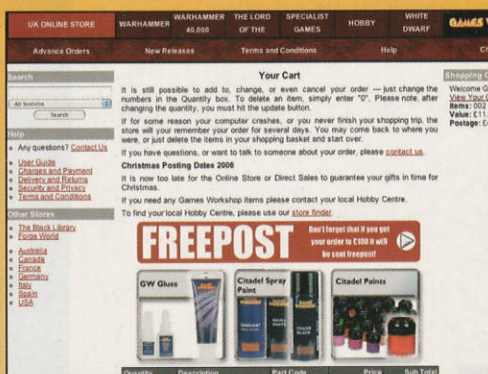 UK ONLINE STORE
WARHAMMER
WARHAMMER 40,000
THE LORD OF THE
SPECIALIST GAMES
HOBBY
WHITE DWARF
GAMES
Advance Orders
New Releases
Terms and Conditions
Help
Search
All Systems
Search
Help
Any questions? Contact Us
User Guide
Charges and Payment
Delivery and Returns
Security and Privacy
Terms and Conditions
Other Stores
The Black Library
Forge World
Australia
Canada
France
Germany
Italy
Spain
USA
Your Cart
It is still possible to add to, change, or even cancel your order — just change the
numbers in the Quantity box. To delete an item, simply enter "0". Please note, after
changing the quantity, you must hit the update button.
If for some reason your computer crashes, or you never finish your shopping trip, the
store will your remember your order for several days. You may come back to where you
were, or just delete the items in your shopping basket and start over.
If you have questions, or want to talk to someone about your order, please contact us.
Christmas Posting Dates 2006
It is now too late for the Online Store or Direct Sales to guarantee your gifts in time for
Christmas.
If you need any Games Workshop items please contact your local Hobby Centre.
To find your local Hobby Centre, please use our store finder.
FREEPOST
Don't forget that if you get
your order to £100 it will
be sent freepost!
GW Glues
Citadel Spray Paint
Citadel Paints
Quantity
Description
Part Code
Price
Sub Total
Shopping
Welcome
View Your
Items: 002
Value: £11.
Postage: £